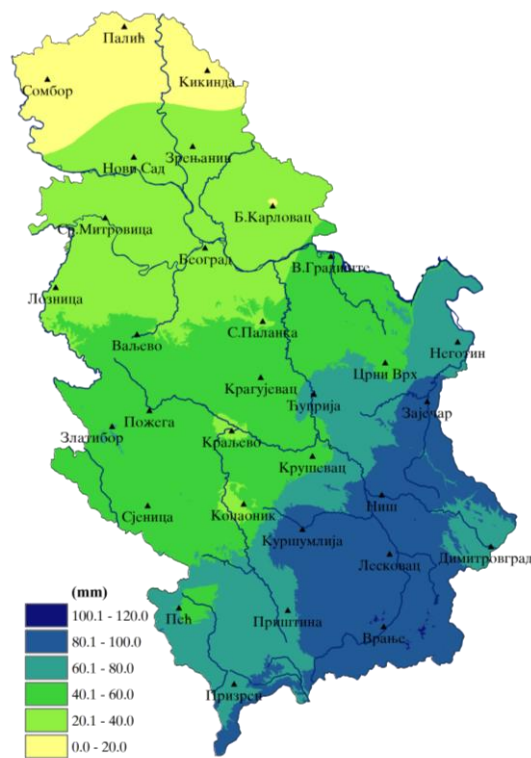 Палић
Сомбор
Кикинда
Зрењанин
Нови Сад
Б.Карловац
Ср.Митровица
Београд
В.Градиште
Лозница
С.Паланка
Ваљево
Неготин
Црни Врх
Крагујевац
Ћуприја
Зајечар
Пожега
Златибор
Краљево
Крушевац
Ниш
Сјеница
Копаоник
Куршумлија
Димитровград
Лесковац
(mm)
100.1 - 120.0
80.1 - 100.0
60.1 - 80.0
40.1 - 60.0
20.1 - 40.0
0.0 - 20.0
Пећ
Приштина
Врање
Призрен